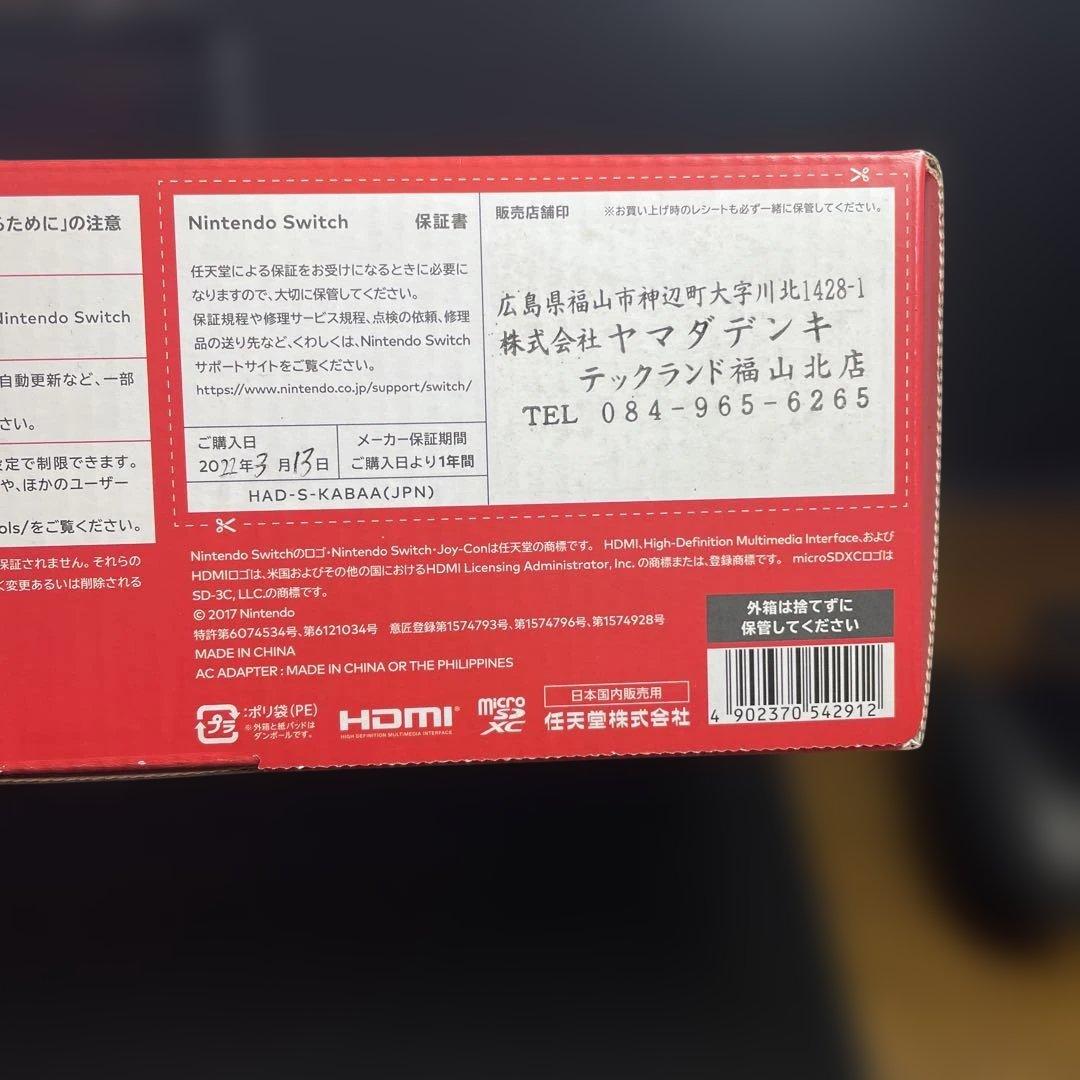 るために」の注意
Nintendo Switch
自動更新など、一部
さい。
設定で制限できます。
や、ほかのユーザー
ols/をご覧ください。
保証されません。それらの
く変更あるいは削除される
Nintendo Switch 保証書
任天堂による保証をお受けになるときに必要に
なりますので、大切に保管してください。
保証規程や修理サービス規程、点検の依頼、修理
品の送り先など、くわしくは、Nintendo Switch
サポートサイトをご覧ください。
https://www.nintendo.co.jp/support/switch/
ご購入日
2022年3月13日
メーカー保証期間
ご購入日より1年間
HAD-S-KABAA(JPN)
販売店舗印 ※お買い上げ時のレシートも必ず一緒に保管してください。
広島県福山市神辺町大字川北1428-1
株式会社ヤマダデンキ
テックランド福山北店
TEL 084-965-6265
Nintendo Switchのロゴ・Nintendo Switch・Joy-Conは任天堂の商標です。 HDMI、High-Definition Multimedia Interface、および
HDMIロゴは、米国およびその他の国におけるHDMI Licensing Administrator, Inc. の商標または、登録商標です。 microSDXCロゴは
SD-3C, LLC.の商標です。
© 2017 Nintendo
特許第6074534号、第6121034号 意匠登録第1574793号、第1574796号、第1574928号
MADE IN CHINA
AC ADAPTER : MADE IN CHINA OR THE PHILIPPINES
プラ
:ポリ袋(PE)
※外箱と紙パッドは
ダンボールです。
HDMI®
HIGH DEFINITION MULTIMEDIA INTERFACE
micro
SD
XC
日本国内販売用
任天堂株式会社
外箱は捨てずに
保管してください
4 902370 542912